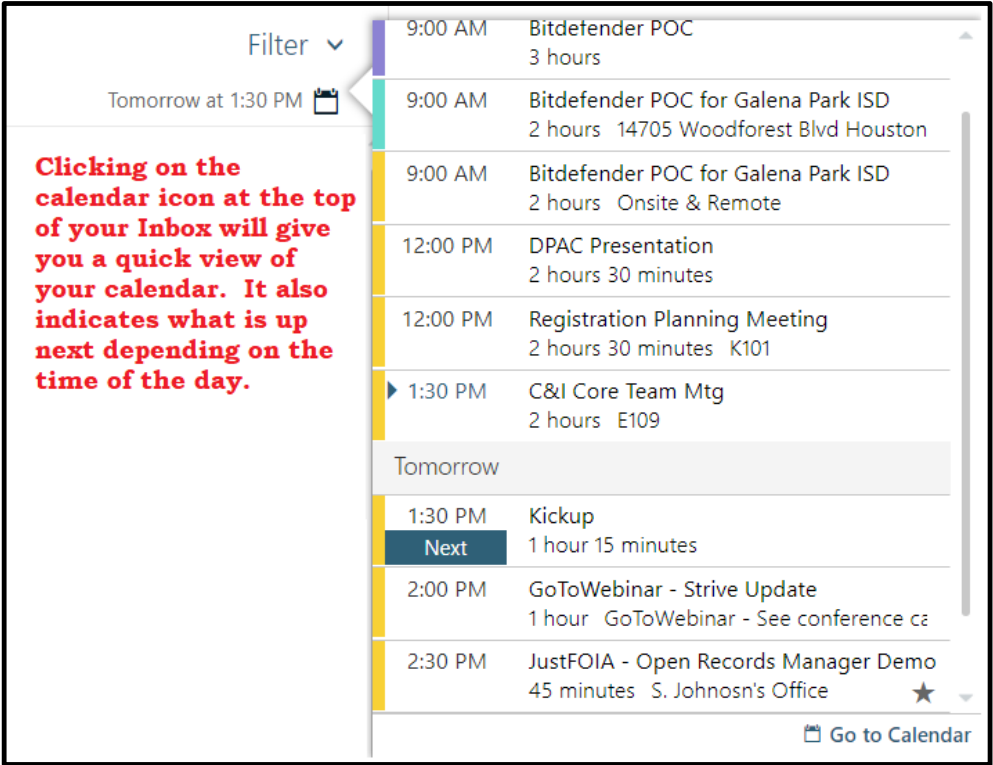 Filter
Tomorrow at 1:30 PM
Clicking on the
calendar icon at the top
of your Inbox will give
you a quick view of
your calendar.  It also
indicates what is up
next depending on the
time of the day.
9:00 AM Bitdefender POC
3 hours
9:00 AM Bitdefender POC for Galena Park ISD
2 hours 14705 Woodforest Blvd Houston
9:00 AM Bitdefender POC for Galena Park ISD
2 hours Onsite & Remote
12:00 PM DPAC Presentation
2 hours 30 minutes
12:00 PM Registration Planning Meeting
2 hours 30 minutes K101
1:30 PM C&I Core Team Mtg
2 hours E109
Tomorrow
1:30 PM Kickup
Next 1 hour 15 minutes
2:00 PM GoToWebinar - Strive Update
1 hour GoToWebinar - See conference ca
2:30 PM JustFOIA - Open Records Manager Demo
45 minutes S. Johnosn's Office
Go to Calendar